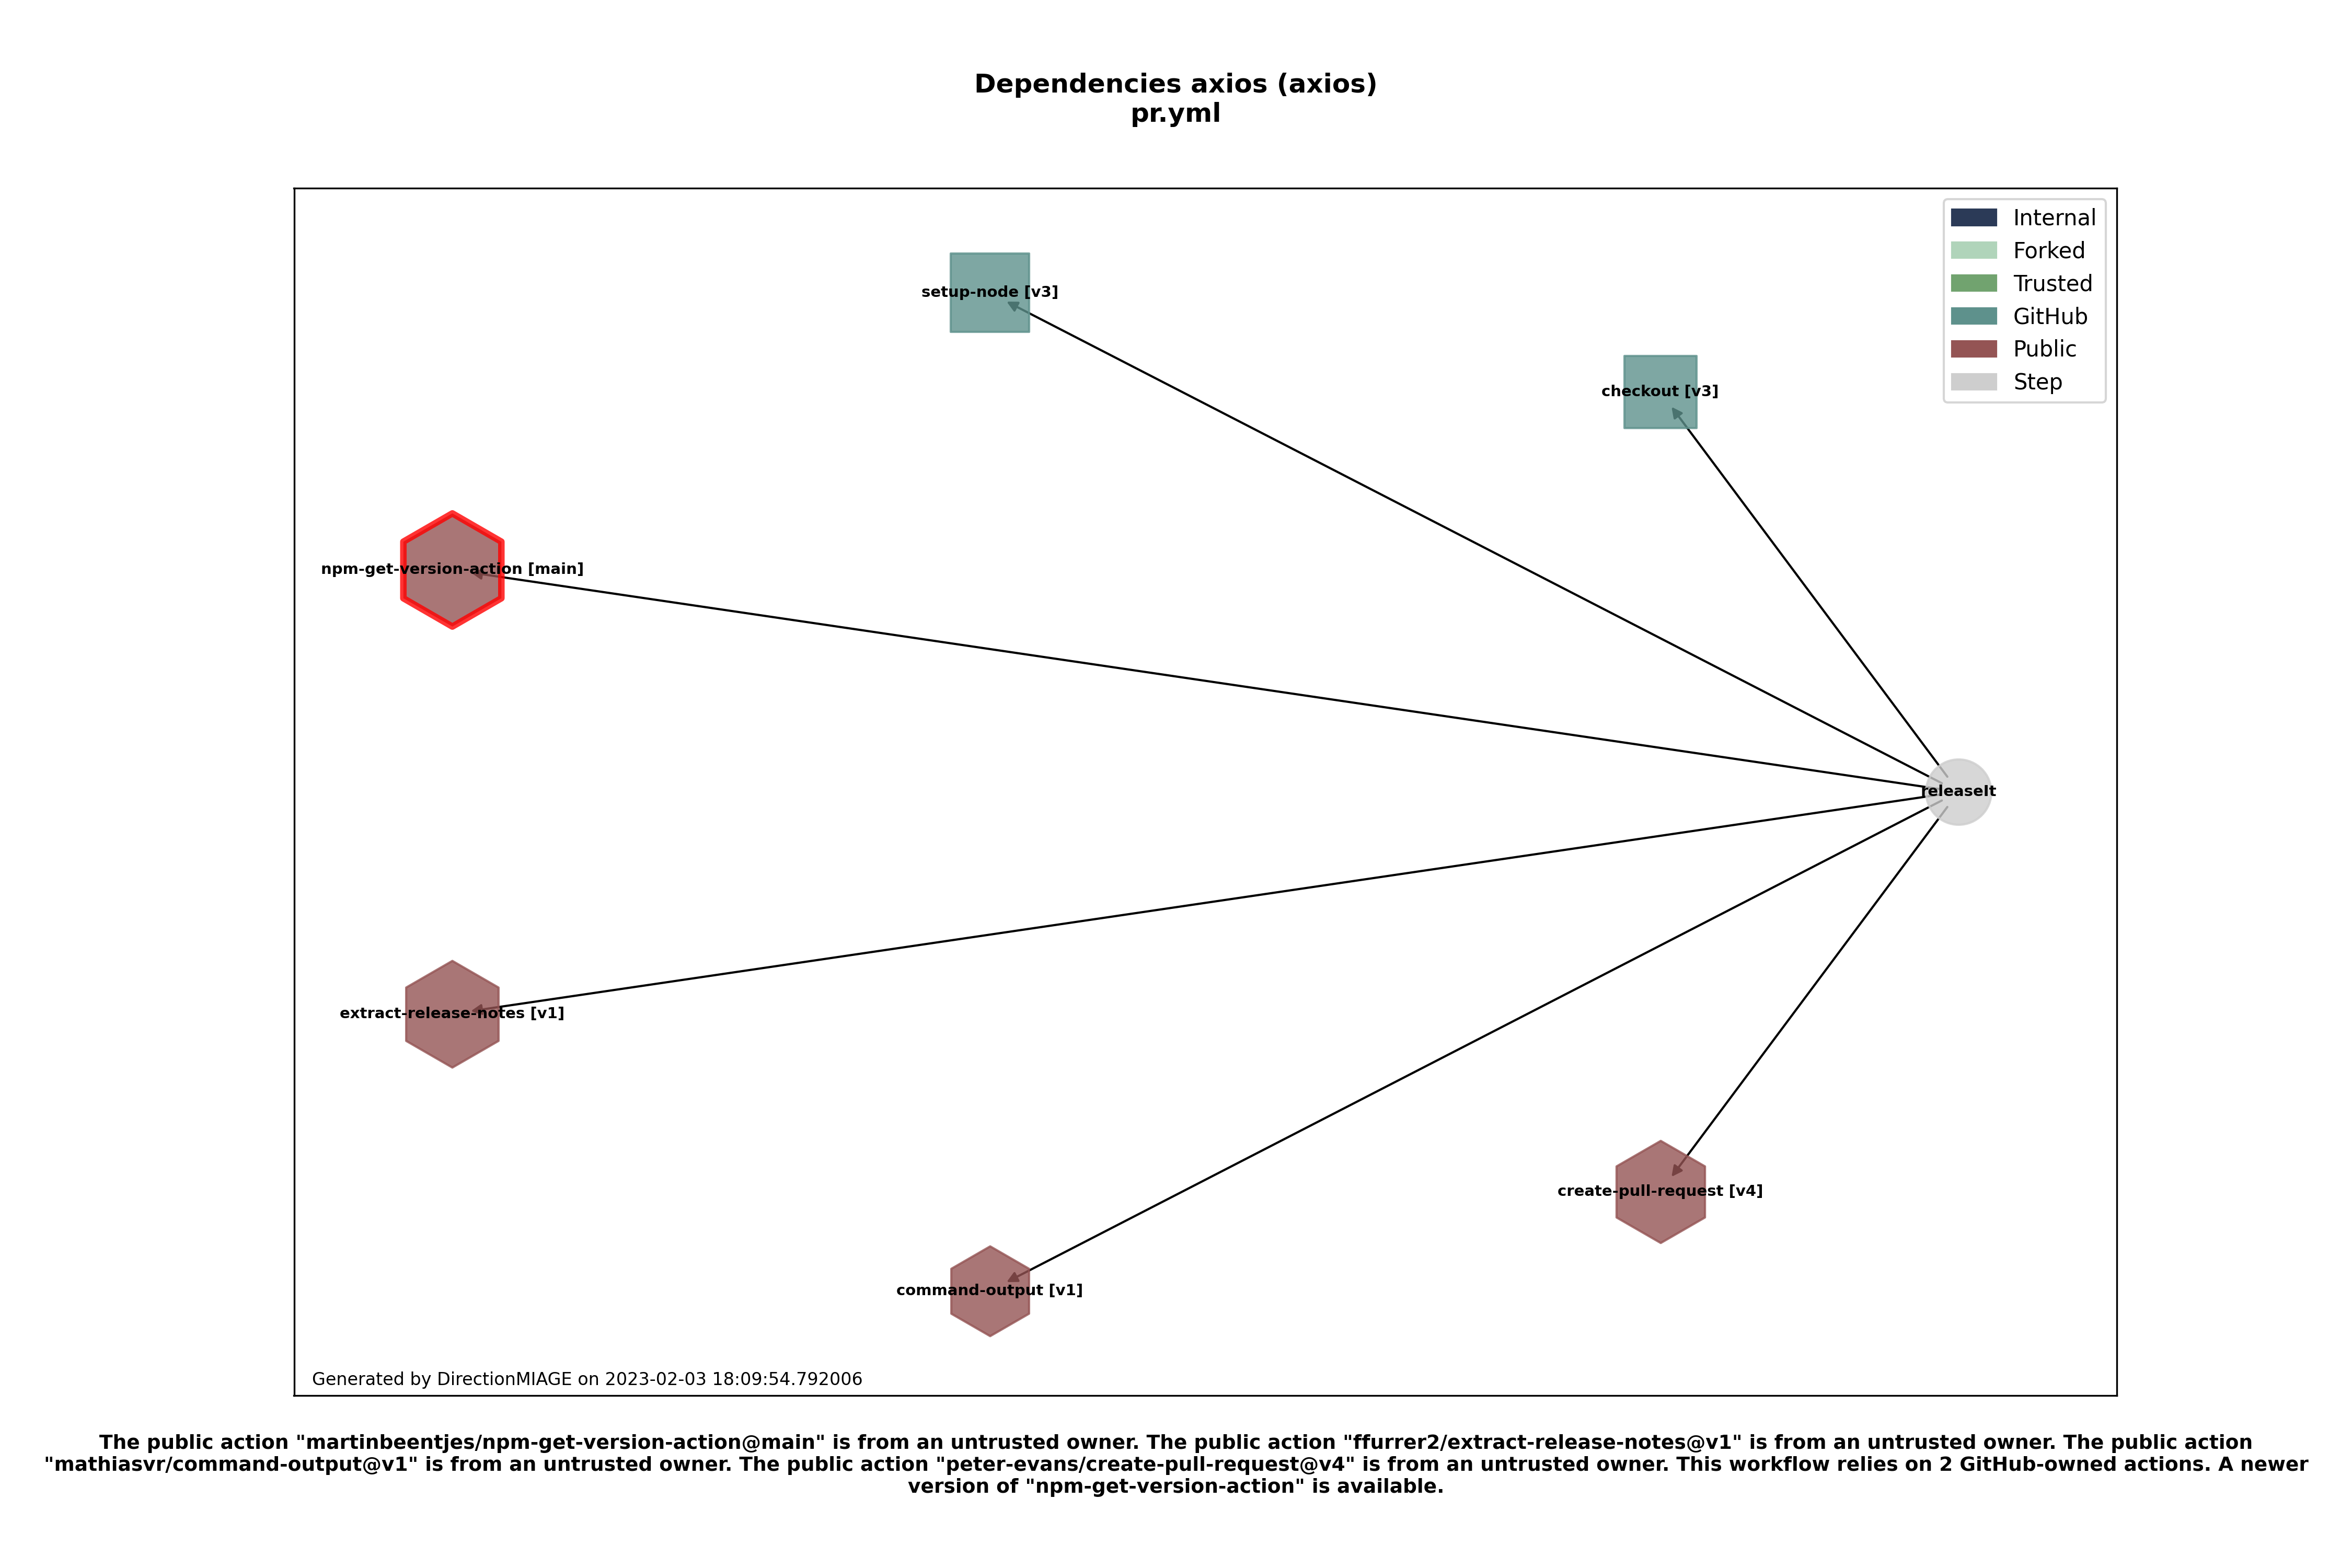 Dependencies axios (axios)
pr.yml
Internal
Forked
Trusted
GitHub
Public
Step
setup-node [v3]
checkout [v3]
npm-get-version-action [main]
releaseIt
extract-release-notes [v1]
create-pull-request [v4]
command-output [v1]
Generated by DirectionMIAGE on 2023-02-03 18:09:54.792006
The public action "martinbeentjes/npm-get-version-action@main" is from an untrusted owner. The public action "ffurrer2/extract-release-notes@v1" is from an untrusted owner. The public action
"mathiasvr/command-output@v1" is from an untrusted owner. The public action "peter-evans/create-pull-request@v4" is from an untrusted owner. This workflow relies on 2 GitHub-owned actions. A newer
version of "npm-get-version-action" is available.